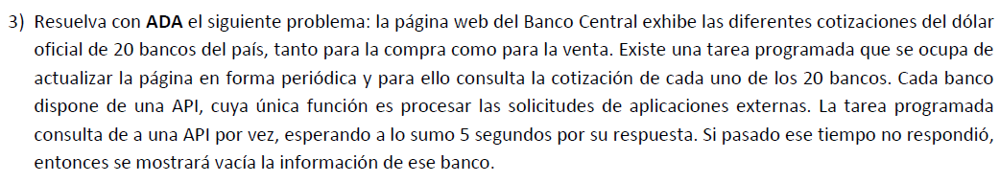 3) Resuelva con ADA el siguiente problema: la página web del Banco Central exhibe las diferentes cotizaciones del dólar
oficial de 20 bancos del país, tanto para la compra como para la venta. Existe una tarea programada que se ocupa de
actualizar la página en forma periódica y para ello consulta la cotización de cada uno de los 20 bancos. Cada banco
dispone de una API, cuya única función es procesar las solicitudes de aplicaciones externas. La tarea programada
consulta de a una API por vez, esperando a lo sumo 5 segundos por su respuesta. Si pasado ese tiempo no respondió,
entonces se mostrará vacía la información de ese banco.